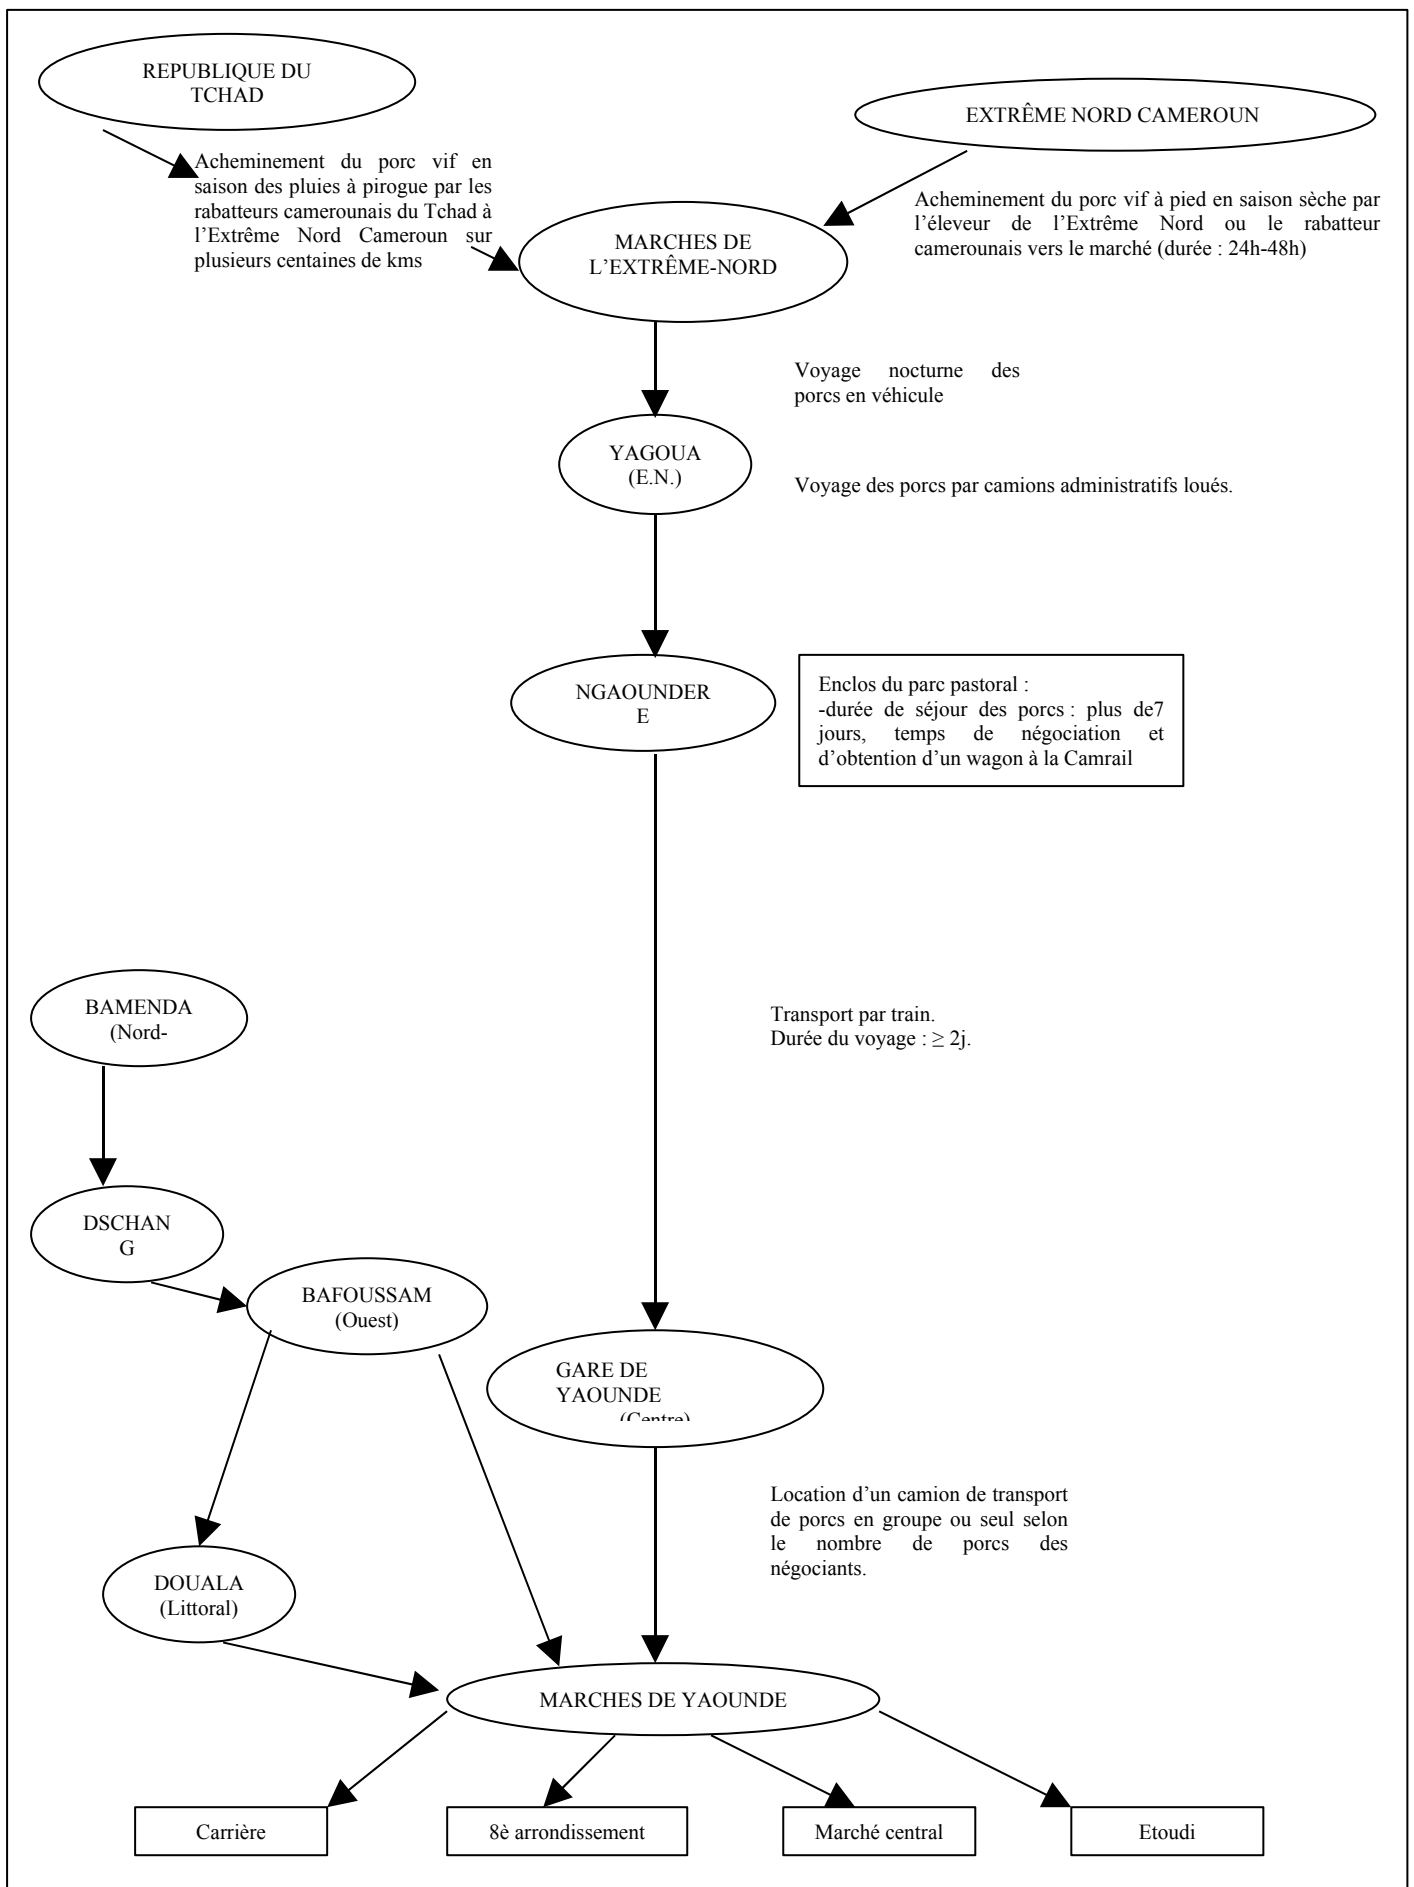 REPUBLIQUE DU
TCHAD
EXTRÊME NORD CAMEROUN
Acheminement du porc vif en
saison des pluies à pirogue par les
rabatteurs camerounais du Tchad à
l'Extrême Nord Cameroun sur
plusieurs centaines de kms
Acheminement du porc vif à pied en saison sèche par
l'éleveur de l'Extrême Nord ou le rabatteur
camerounais vers le marché (durée : 24h-48h)
MARCHES DE
L'EXTRÊME-NORD
Voyage nocturne des
porcs en véhicule
YAGOUA
(E.N.)
Voyage des porcs par camions administratifs loués.
NGAOUNDER
E
Enclos du parc pastoral :
-durée de séjour des porcs : plus de7
jours, temps de négociation et
d'obtention d'un wagon à la Camrail
BAMENDA
(Nord-
Transport par train.
Durée du voyage : ≥ 2j.
DSCHAN
G
BAFOUSSAM
(Ouest)
GARE DE
YAOUNDE
(Centre)
Location d'un camion de transport
de porcs en groupe ou seul selon
le nombre de porcs des
négociants.
DOUALA
(Littoral)
MARCHES DE YAOUNDE
Carrière
8è arrondissement
Marché central
Etoudi